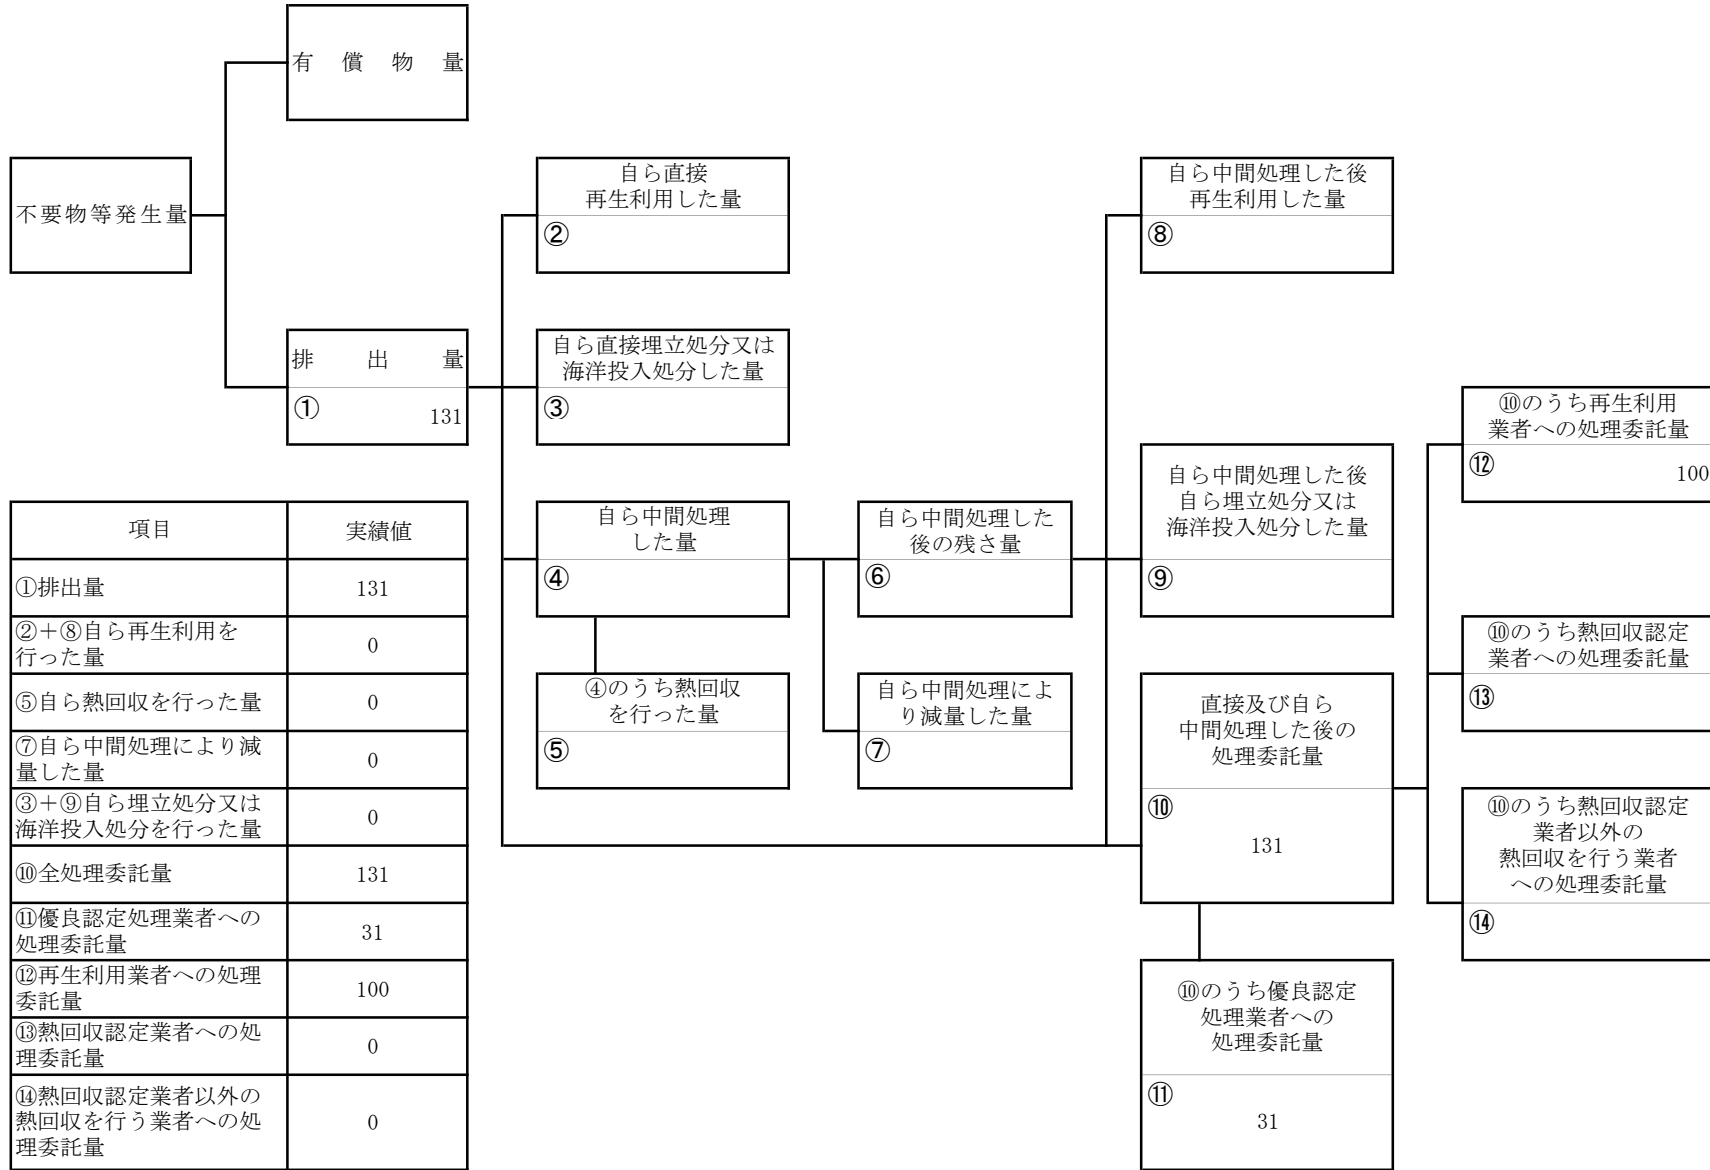 有償物量
不要物等発生量
自ら直接
再生利用した量
②
自ら中間処理した後
再生利用した量
⑧
排出量
①
131
自ら直接埋立処分又は
海洋投入処分した量
③
⑩のうち再生利用
業者への処理委託量
⑫
100
自ら中間処理
した量
④
自ら中間処理した
後の残さ量
⑥
自ら中間処理した後
自ら埋立処分又は
海洋投入処分した量
⑨
⑩のうち熱回収認定
業者への処理委託量
⑬
④のうち熱回収
を行った量
⑤
自ら中間処理によ
り減量した量
⑦
直接及び自ら
中間処理した後の
処理委託量
⑩
131
⑩のうち熱回収認定
業者以外の
熱回収を行う業者
への処理委託量
⑭
⑩のうち優良認定
処理業者への
処理委託量
⑪
31
項目 実績値
①排出量 131
②＋⑧自ら再生利用を
行った量 0
⑤自ら熱回収を行った量 0
⑦自ら中間処理により減
量した量 0
③＋⑨自ら埋立処分又は
海洋投入処分を行った量 0
⑩全処理委託量 131
⑪優良認定処理業者への
処理委託量 31
⑫再生利用業者への処理
委託量 100
⑬熱回収認定業者への処
理委託量 0
⑭熱回収認定業者以外の
熱回収を行う業者への処
理委託量 0